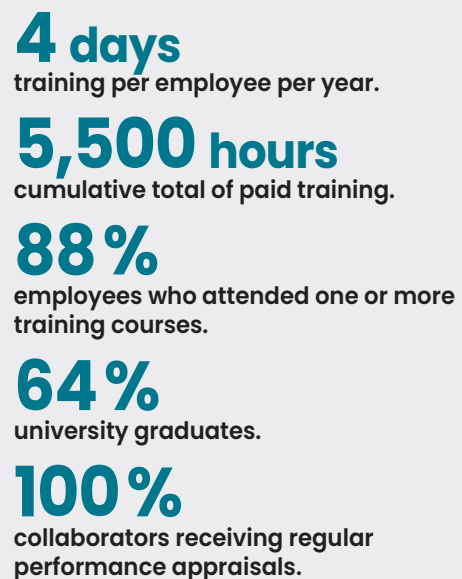 4 days
training per employee per year.
5,500 hours
cumulative total of paid training.
88 %
employees who attended one or more
training courses.
64 %
university graduates.
100 %
collaborators receiving regular
performance appraisals.